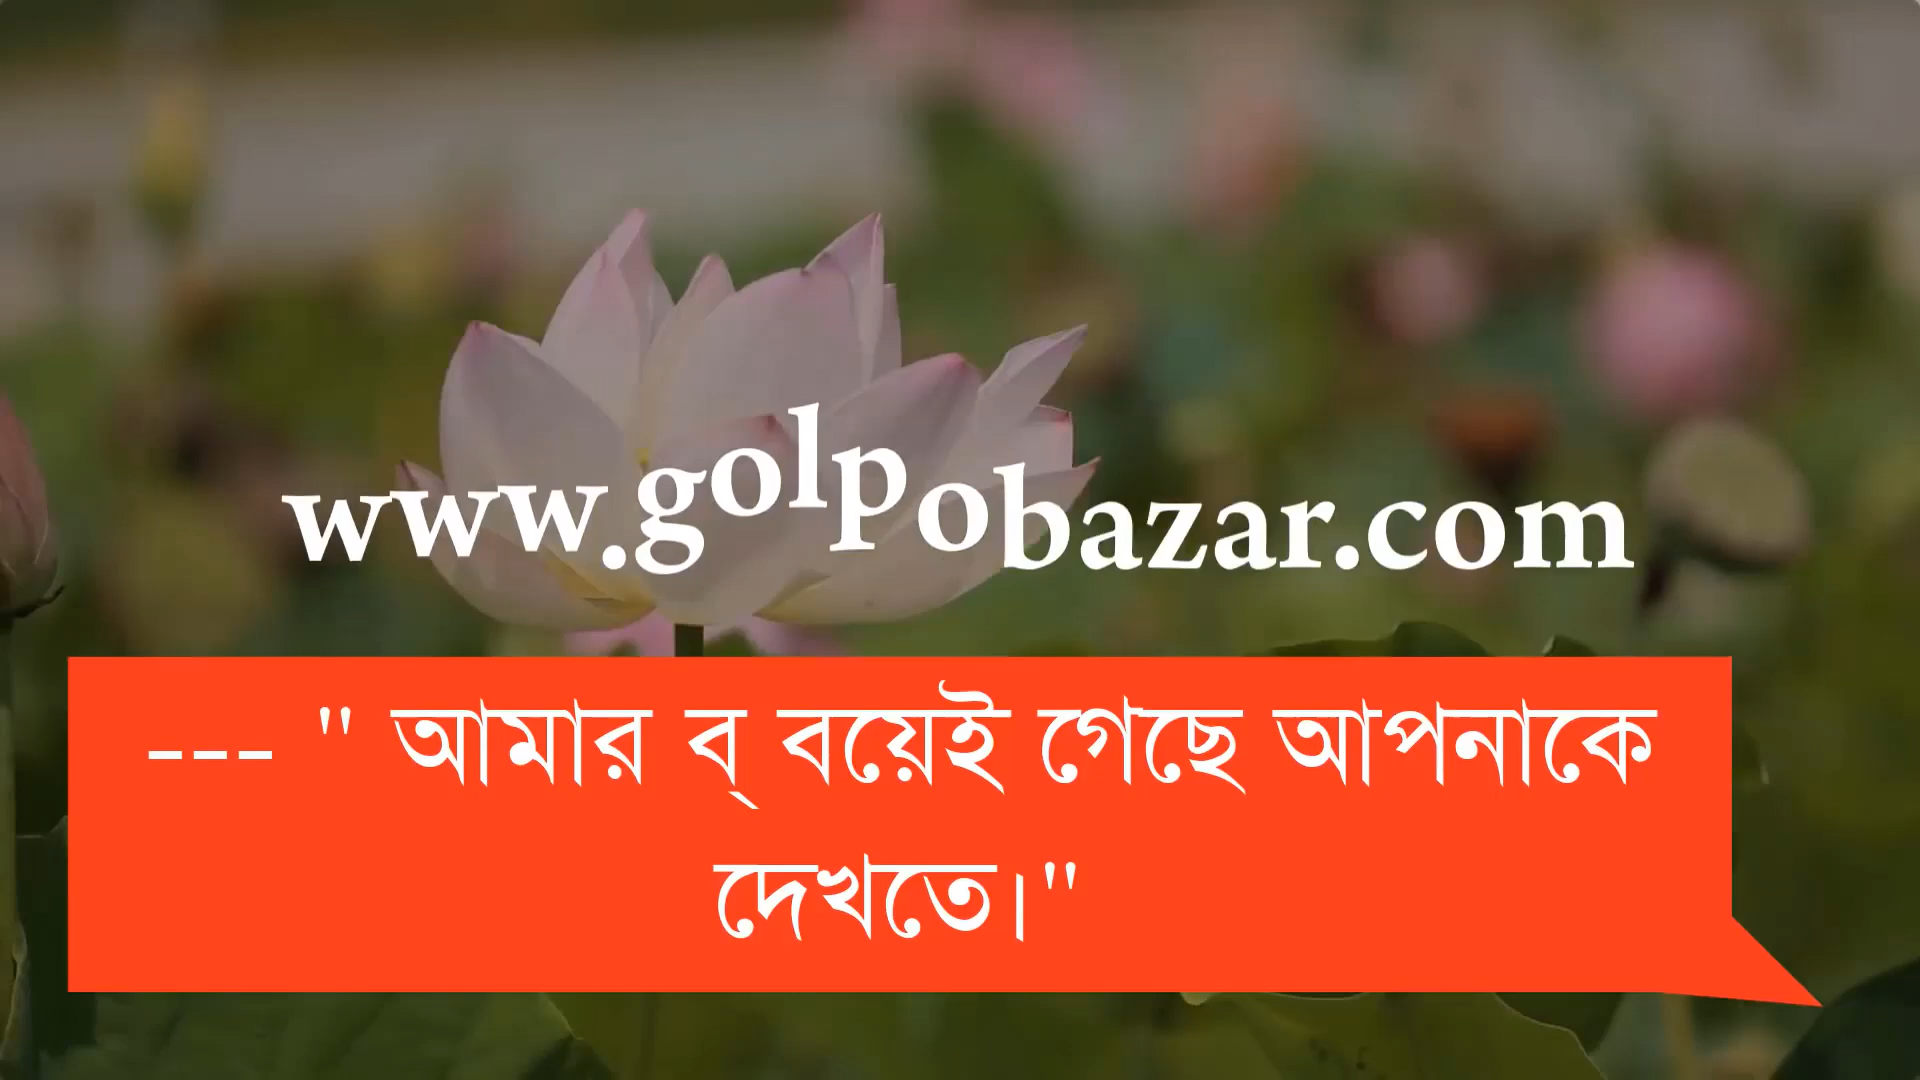 www.golpobazar.com
--- " আমার ব্ বয়েই গেছে আপনাকে
দেখতে।"